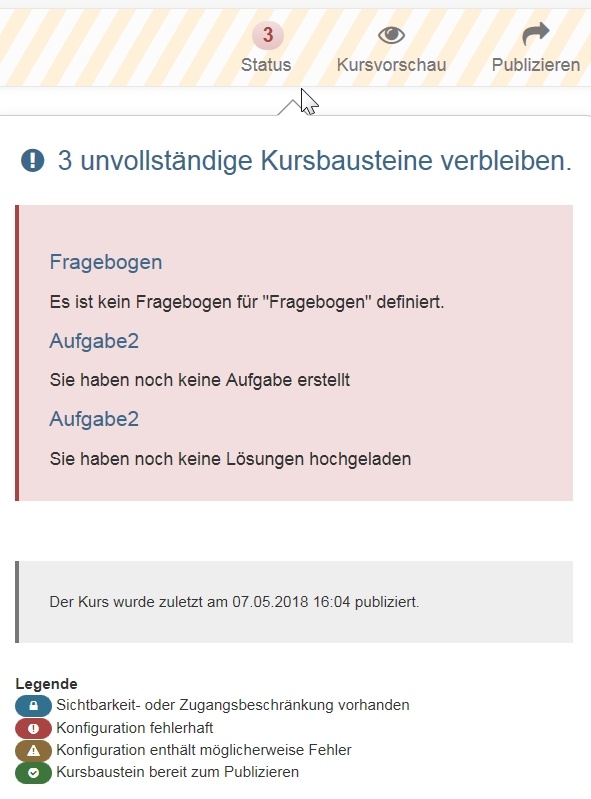 3
Status Kursvorschau Publizieren
3 unvollständige Kursbausteine verbleiben.
Fragebogen
Es ist kein Fragebogen für "Fragebogen" definiert.
Aufgabe2
Sie haben noch keine Aufgabe erstellt
Aufgabe2
Sie haben noch keine Lösungen hochgeladen
Der Kurs wurde zuletzt am 07.05.2018 16:04 publiziert.
Legende
Sichtbarkeit- oder Zugangsbeschränkung vorhanden
Konfiguration fehlerhaft
Konfiguration enthält möglicherweise Fehler
Kursbaustein bereit zum Publizieren